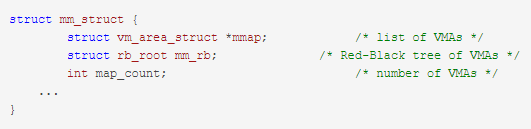 struct mm_struct {
struct vm_area_struct *mmap; /* list of VMAs */
struct rb_root mm_rb; /* Red-Black tree of VMAs */
int map_count; /* number of VMAs */
...
}